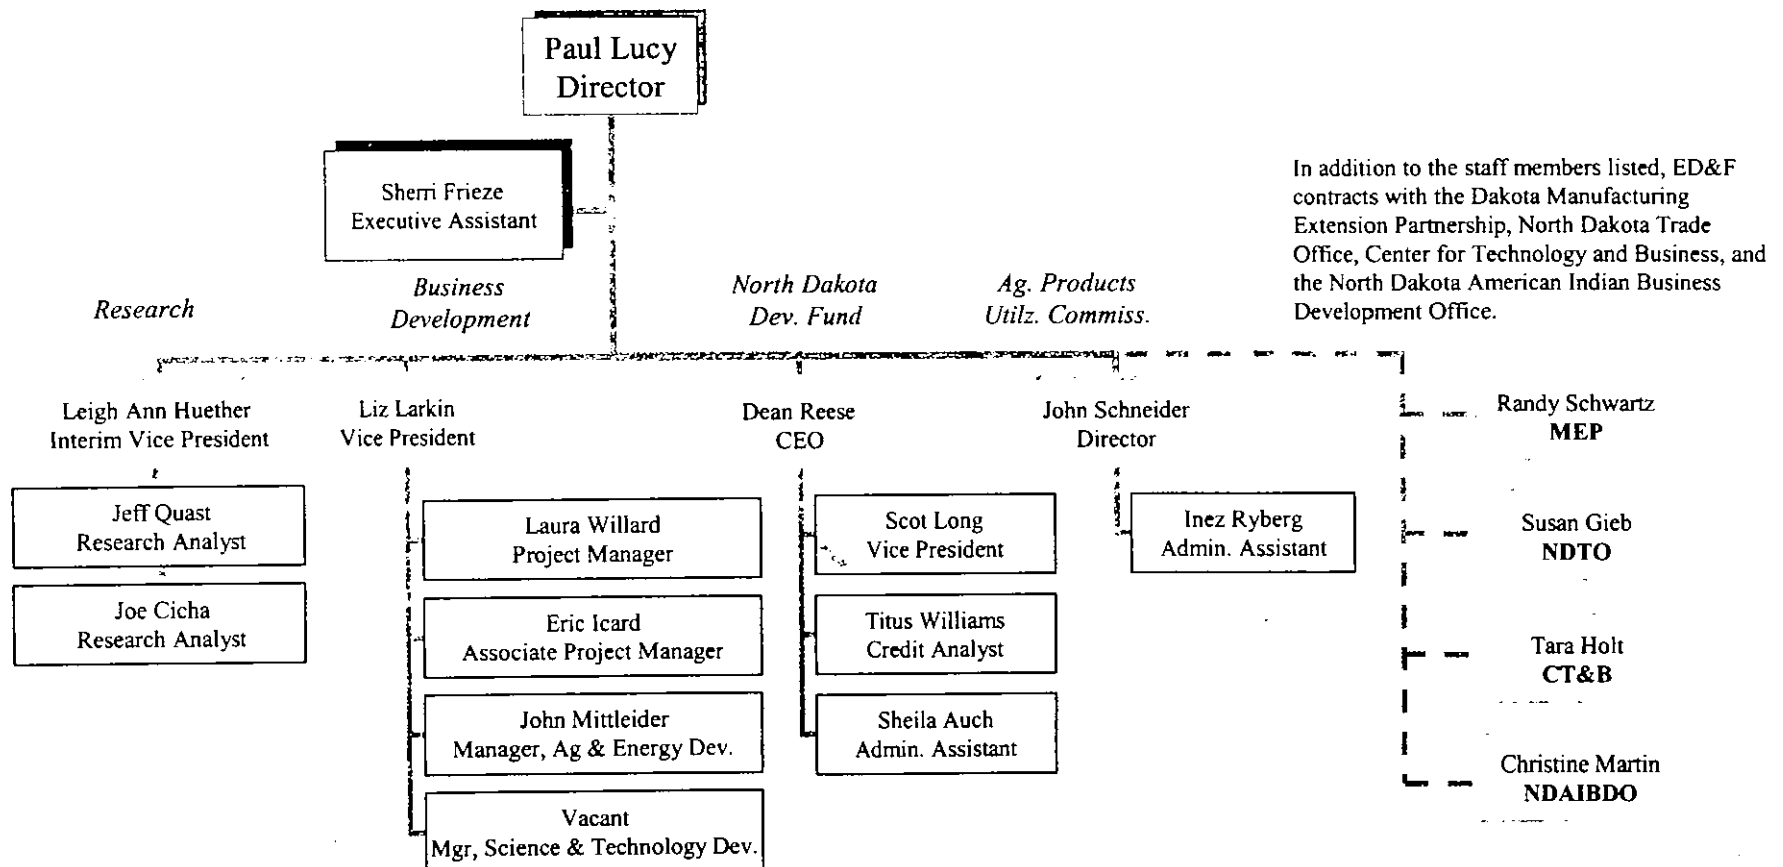 Paul Lucy
Director
Sherri Frieze
Executive Assistant
In addition to the staff members listed, ED&F
contracts with the Dakota Manufacturing
Extension Partnership, North Dakota Trade
Office, Center for Technology and Business, and
the North Dakota American Indian Business
Development Office.
Research
Business
Development
North Dakota
Dev. Fund
Ag. Products
Utilz. Commiss.
Leigh Ann Huether
Interim Vice President
Jeff Quast
Research Analyst
Joe Cicha
Research Analyst
Liz Larkin
Vice President
Laura Willard
Project Manager
Eric Icard
Associate Project Manager
John Mittleider
Manager, Ag & Energy Dev.
Vacant
Mgr, Science & Technology Dev.
Dean Reese
CEO
Scot Long
Vice President
Titus Williams
Credit Analyst
Sheila Auch
Admin. Assistant
John Schneider
Director
Inez Ryberg
Admin. Assistant
Randy Schwartz
MEP
Susan Gieb
NDTO
Tara Holt
CT&B
Christine Martin
NDAIBDO